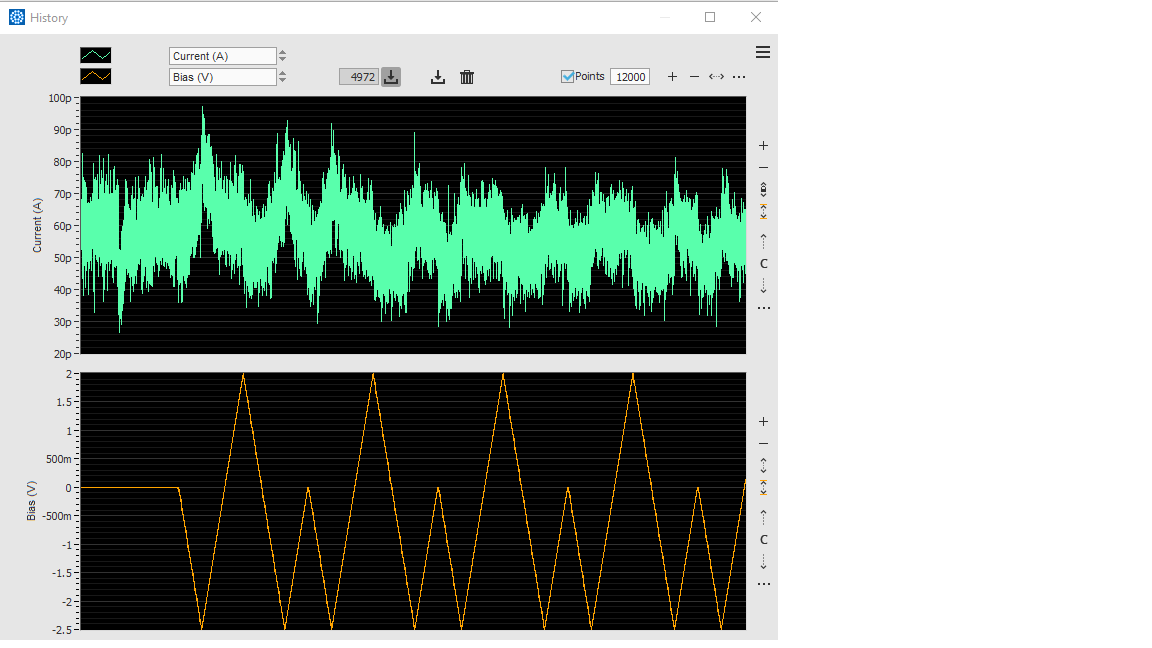 History
Current (A)
Bias (V)
4972
Points
12000
100p
90p
80p
70p
60p
50p
40p
30p
20p
Current (A)
C
2
1.5
1
500m
0
-500m
-1
-1.5
-2
-2.5
Bias (V)
C